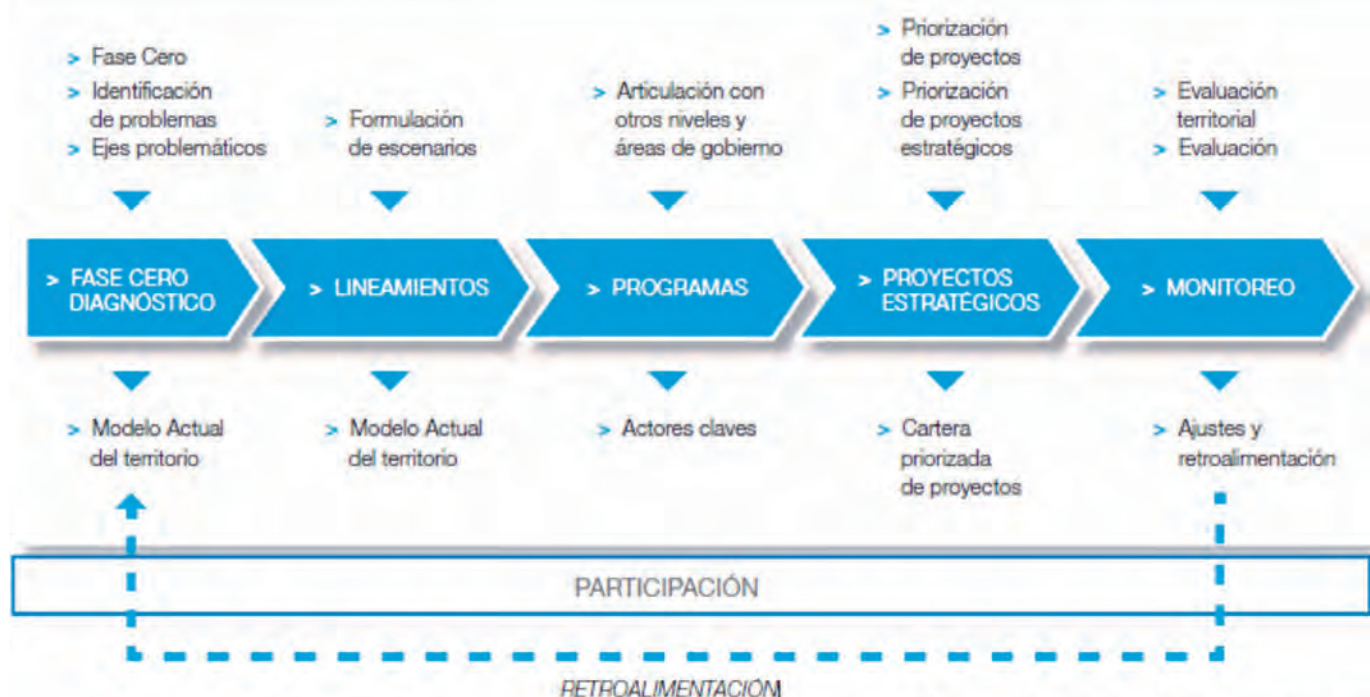 > Fase Cero
> Identificación
de problemas
> Ejes problemáticos
> Formulación
de escenarios
> Articulación con
otros niveles y
áreas de gobierno
> Priorización
de proyectos
> Priorización
de proyectos
estratégicos
> Evaluación
territorial
> Evaluación
> FASE CERO
DIAGNÓSTICO
> LINEAMIENTOS
> PROGRAMAS
> PROYECTOS
ESTRATÉGICOS
> MONITOREO
> Modelo Actual
del territorio
> Modelo Actual
del territorio
> Actores claves
> Cartera
priorizada
de proyectos
> Ajustes y
retroalimentación
PARTICIPACIÓN
RETROALIMENTACIÓN